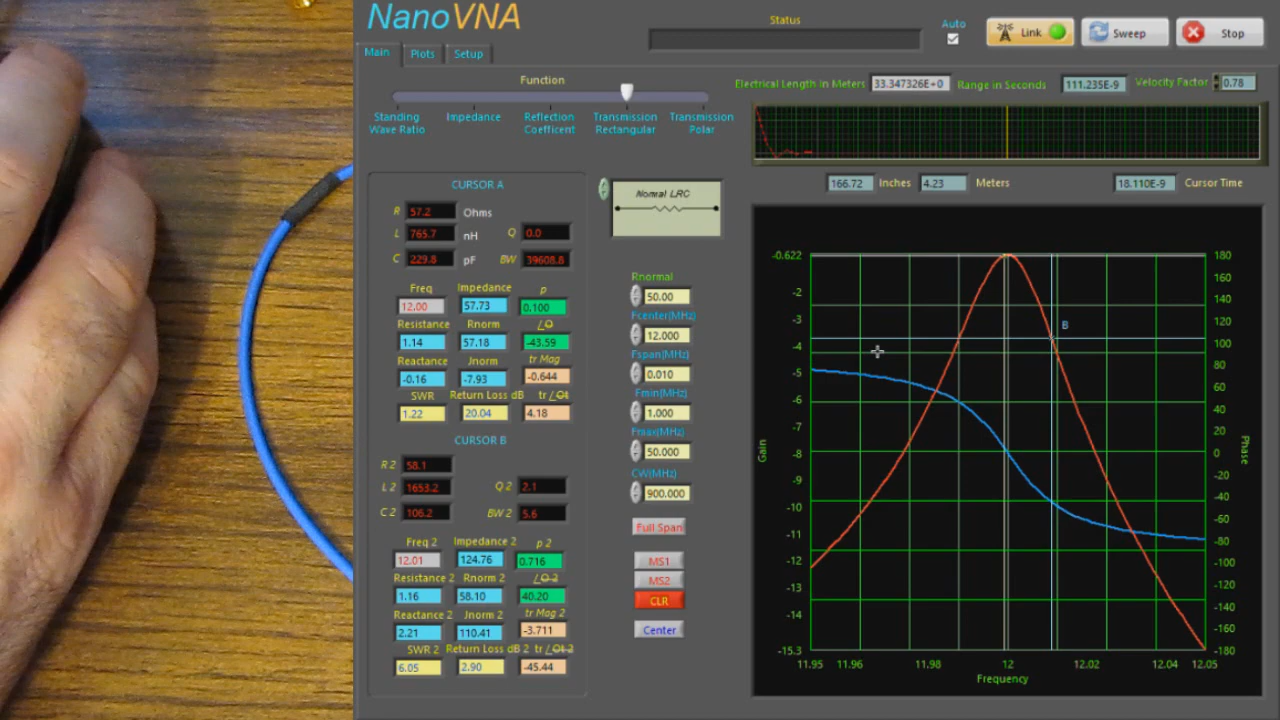 NanoVNA
Status
Auto
Link
Sweep
Stop
Main
Plots
Setup
Function
Standing Wave Ratio
Impedance
Reflection Coefficent
Transmission Rectangular
Transmission Polar
Electrical Length In Meters 33.347326E+0
Range in Seconds 111.235E-9
Velocity Factor 0.78
166.72 Inches
4.23 Meters
18.110E-9 Cursor Time
CURSOR A
R 57.2 Ohms
L 765.7 nH
Q 0.0
C 229.8 pF
BW 39608.8
Freq Impedance p
12.00 57.73 0.100
Resistance Rnorm /O
1.14 57.18 -43.59
Reactance Jnorm tr Mag
-0.16 -7.93 -0.644
SWR Return Loss dB tr /Ot
1.22 20.04 4.18
CURSOR B
R 2 58.1
L 2 1653.2
Q 2 2.1
C 2 106.2
BW 2 5.6
Freq 2 Impedance 2 p 2
12.01 124.76 0.716
Resistance 2 Rnorm 2 /O 2
1.16 58.10 40.20
Reactance 2 Jnorm 2 tr Mag 2
2.21 110.41 -3.711
SWR 2 Return Loss dB 2 tr /Ot 2
6.05 2.90 -45.44
Normal LRC
Rnormal
50.00
Fcenter(MHz)
12.000
Fspan(MHz)
0.010
Fmin(MHz)
1.000
Fmax(MHz)
50.000
CW(MHz)
900.000
Full Span
MS1
MS2
CLR
Center
-0.622
-2
-3
-4
-5
-6
-7
-8
-9
-10
-11
-12
-13
-14
-15.3
Gain
B
180
160
140
120
100
80
60
40
20
0
-20
-40
-60
-80
-100
-120
-140
-160
-180
Phase
11.95 11.96 11.98 12 12.02 12.04 12.05
Frequency